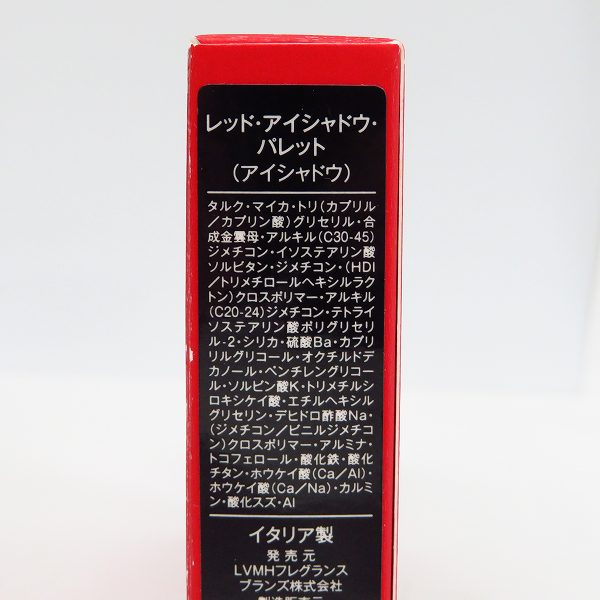 レッド・アイシャドウ・
パレット
(アイシャドウ)
タルク・マイカ・トリ(カプリル
／カプリン酸)グリセリル・合
成金雲母・アルキル(C30-45)
ジメチコン・イソステアリン酸
ソルビタン・ジメチコン・(HDI
／トリメチロールヘキシルラク
トン)クロスポリマー・アルキル
(C20-24)ジメチコン・テトライ
ソステアリン酸ポリグリセリ
ル-2・シリカ・硫酸Ba・カプリ
リルグリコール・オクチルドデ
カノール・ペンチレングリコー
ル・ソルビン酸K・トリメチルシ
ロキシケイ酸・エチルヘキシル
グリセリン・デヒドロ酢酸Na・
(ジメチコン／ビニルジメチコ
ン)クロスポリマー・アルミナ・
トコフェロール・酸化鉄・酸化
チタン・ホウケイ酸(Ca／Al)・
ホウケイ酸(Ca／Na)・カルミ
ン・酸化スズ・Al
イタリア製
発売元
LVMHフレグランス
ブランズ株式会社
製造販売元